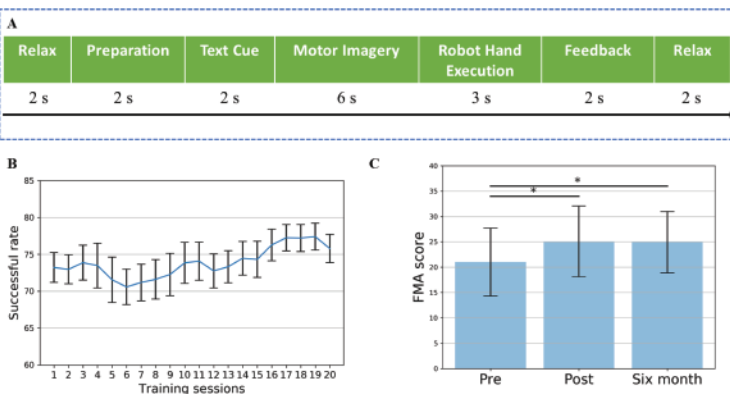 A
Relax Preparation Text Cue Motor Imagery Robot Hand Execution Feedback Relax
2 s 2 s 2 s 6 s 3 s 2 s 2 s
B
85
80
75
70
65
60
Successful rate
1 2 3 4 5 6 7 8 9 10 11 12 13 14 15 16 17 18 19 20
Training sessions
C
40
35
30
25
20
15
10
5
0
FMA score
*
*
Pre Post Six month